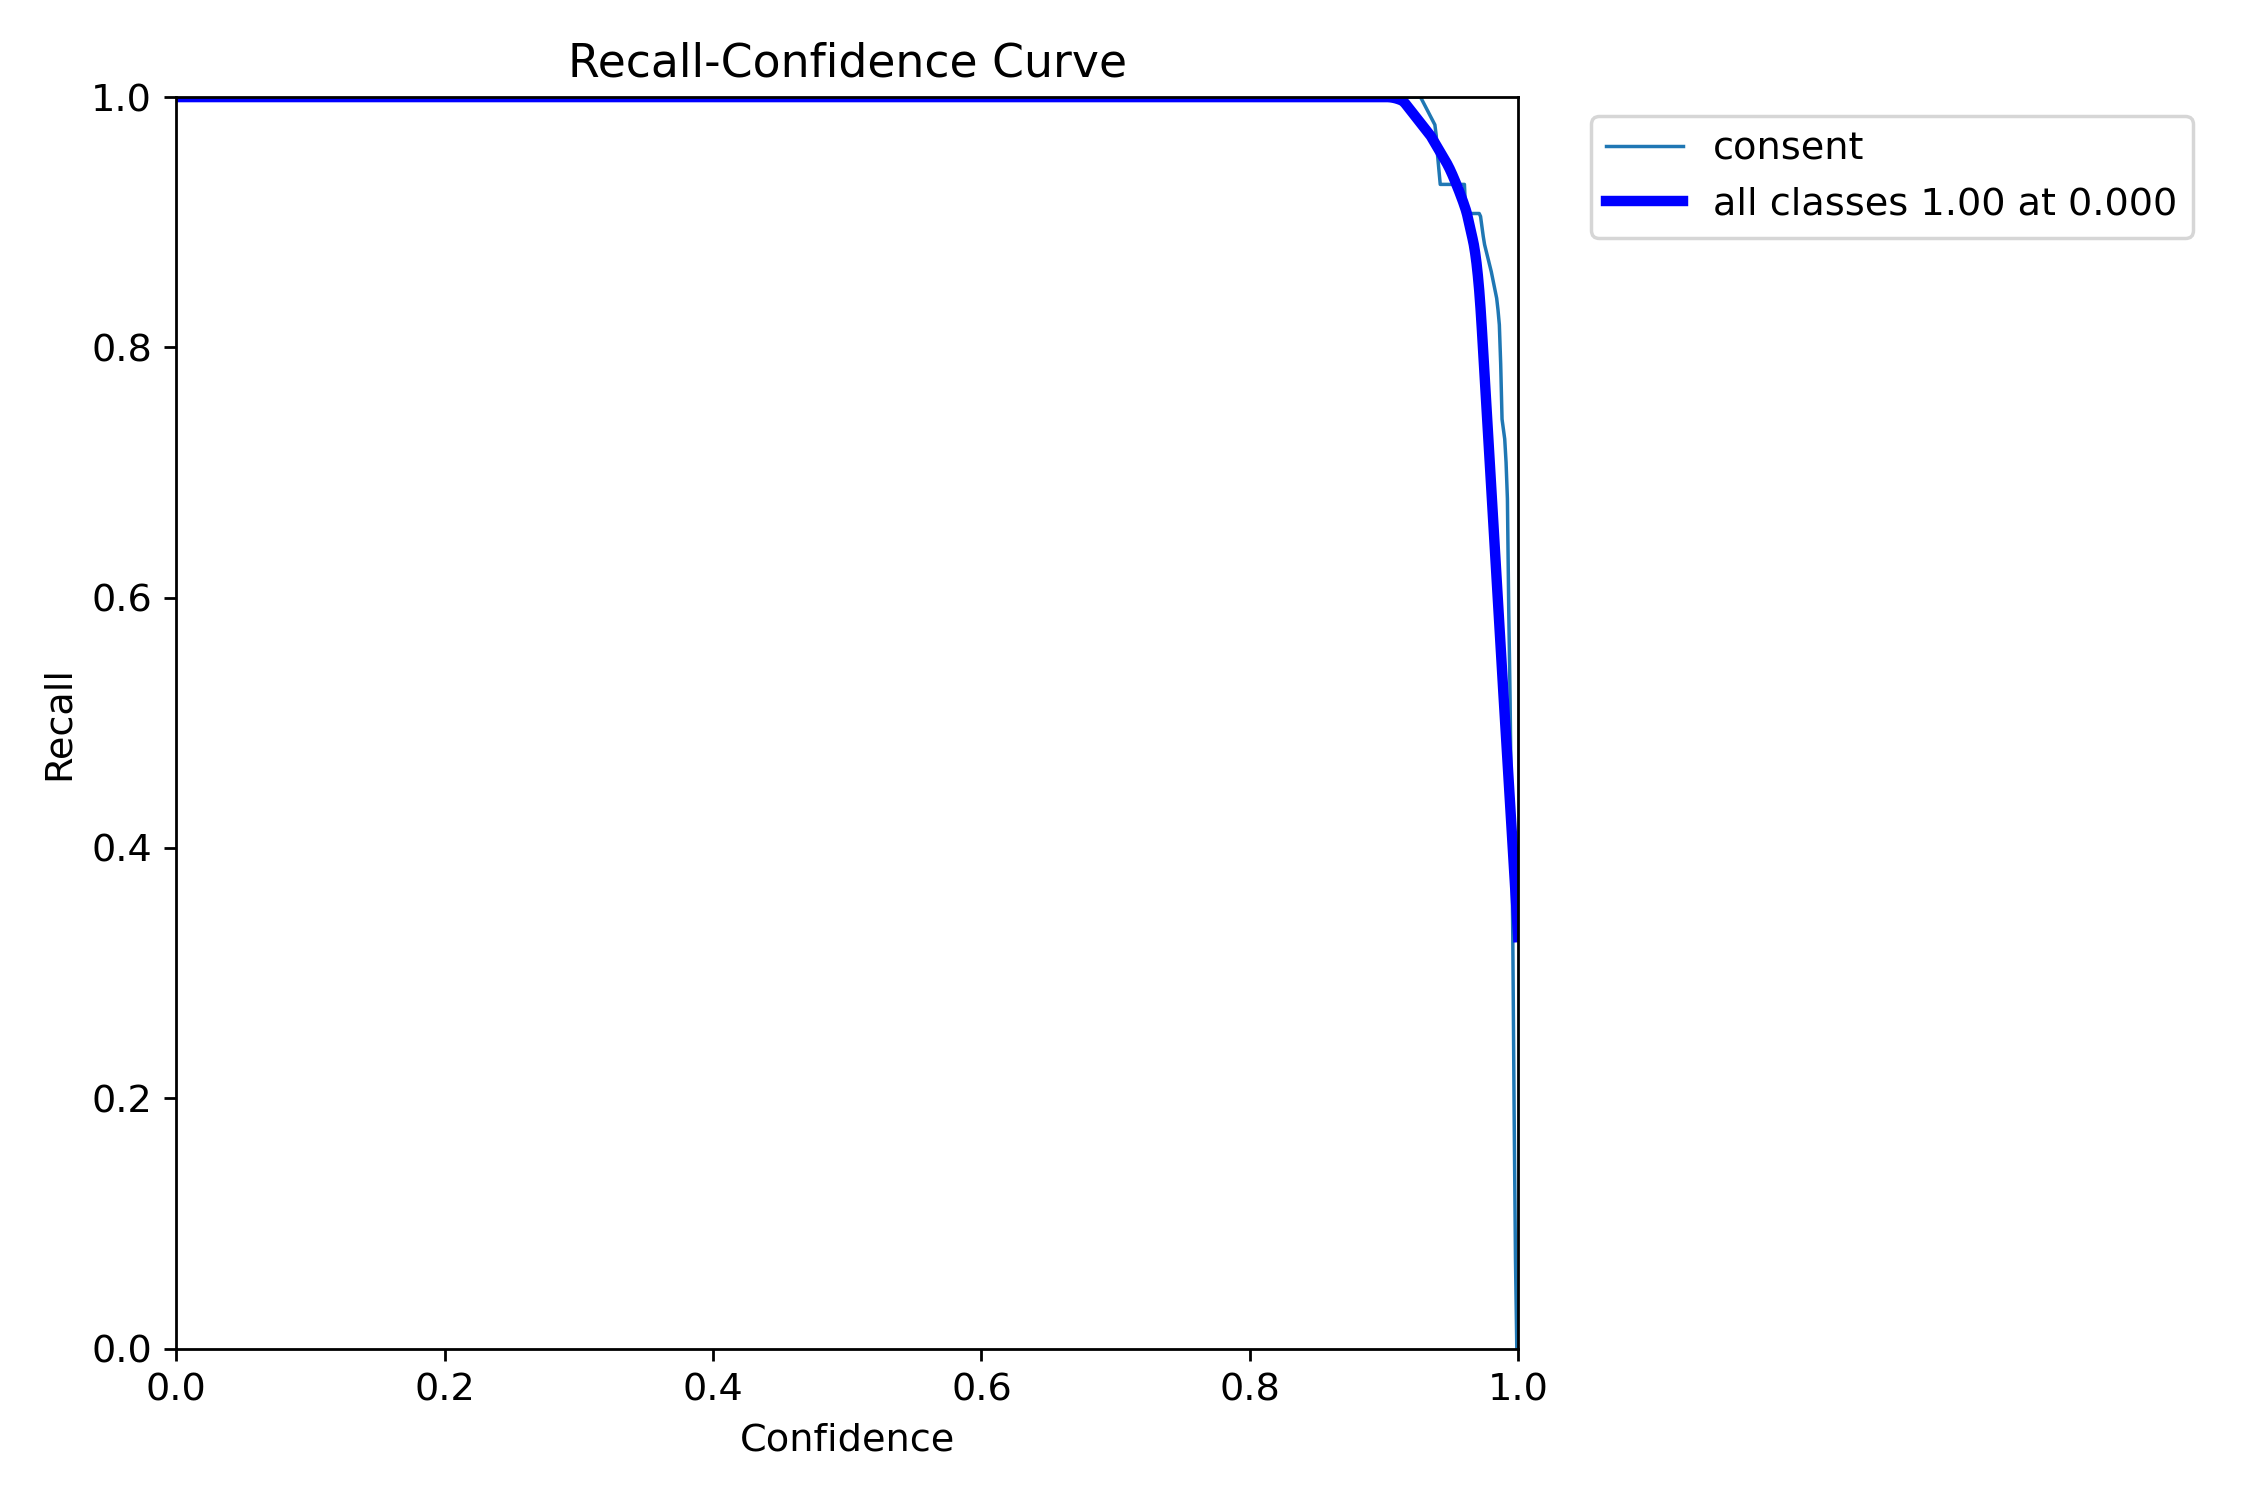 Recall-Confidence Curve
1.0
0.8
0.6
0.4
0.2
0.0
Recall
0.0 0.2 0.4 0.6 0.8 1.0
Confidence
consent
all classes 1.00 at 0.000